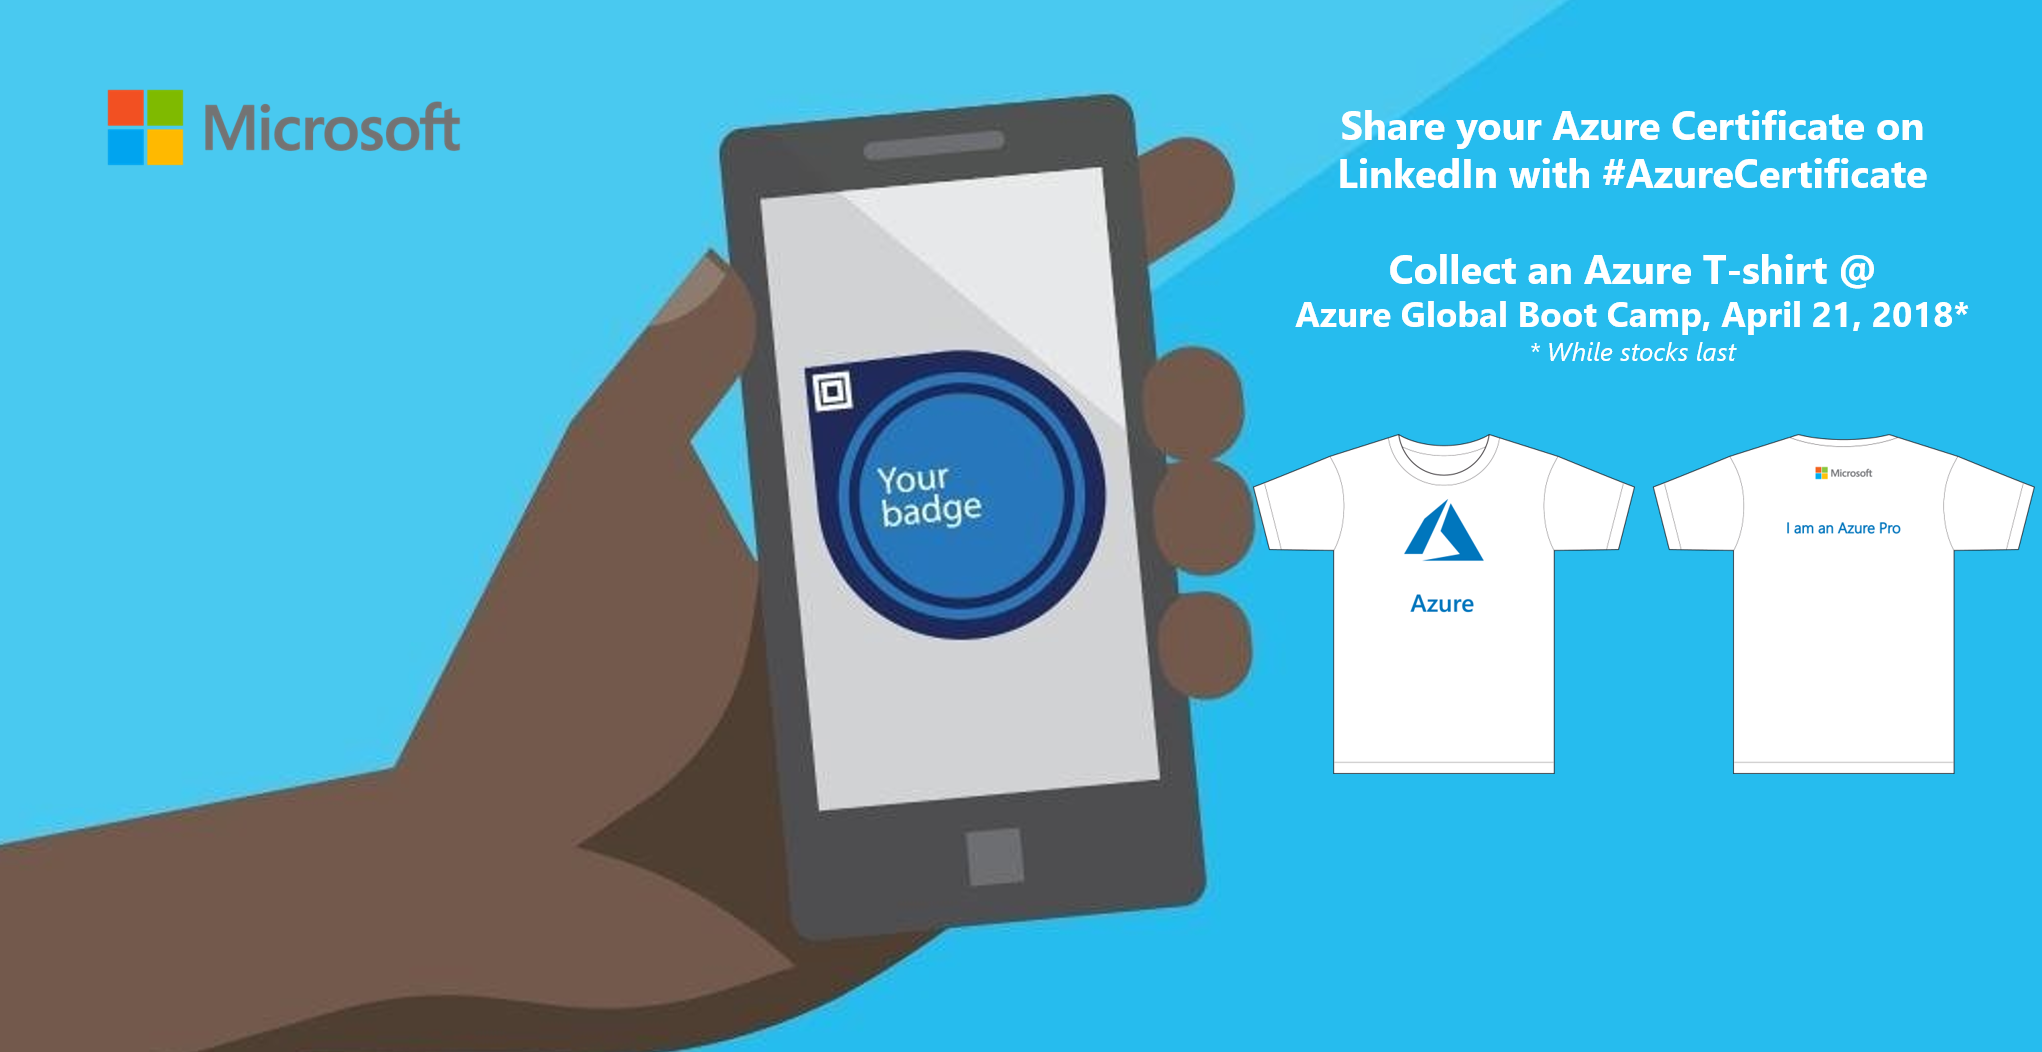 Microsoft
Share your Azure Certificate on
LinkedIn with #AzureCertificate
Collect an Azure T-shirt @
Azure Global Boot Camp, April 21, 2018*
* While stocks last
Your
badge
Azure
Microsoft
I am an Azure Pro